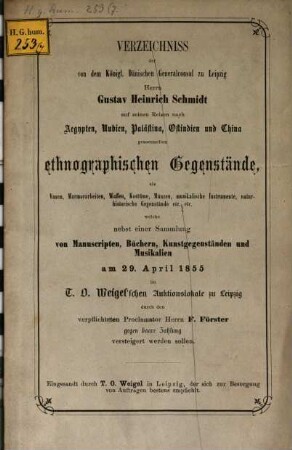 H. g. hum. 253 f.
H. G. hum.
253
VERZEICHNISS
der
von dem Königl. Dänischen Generalconsul zu Leipzig
Herrn
Gustav Heinrich Schmidt
auf seinen Reisen nach
Aegypten, Nubien, Palästina, Ostindien und China
gesammelten
ethnographischen Gegenstände,
als
Vasen, Marmorarbeiten, Waffen, Kostüme, Münzen, musikalische Instrumente, natur-
historische Gegenstände etc. etc.
welche
nebst einer Sammlung
von Manuscripten, Büchern, Kunstgegenständen und
Musikalien
am 29. April 1855
im
T. O. Weigel'schen Auktionslokale zu Leipzig
durch den
verpflichteten Proclamator Herrn F. Förster
gegen baare Zahlung
versteigert werden sollen.
Eingesandt durch T. O. Weigel in Leipzig, der sich zur Besorgung
von Aufträgen bestens empfiehlt.